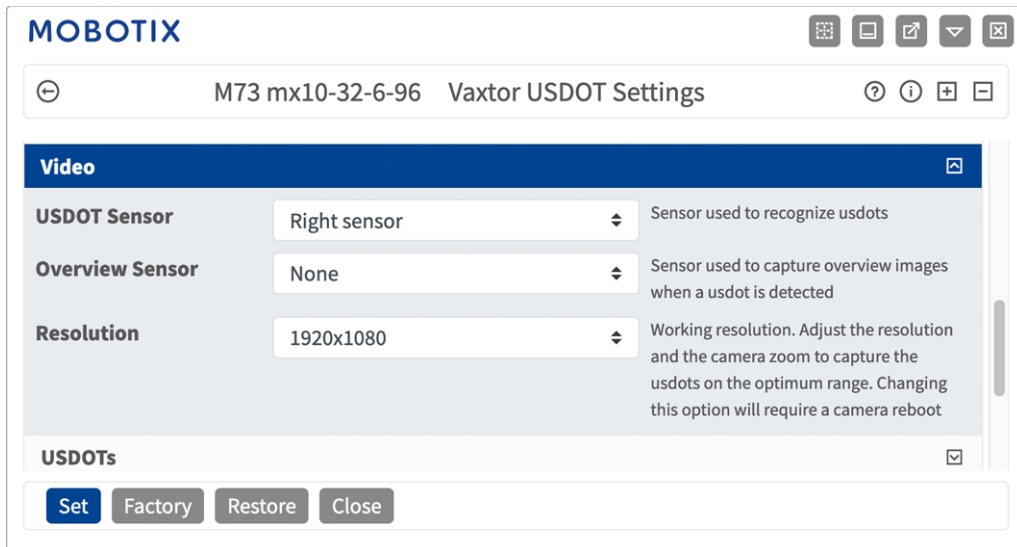 MOBOTIX
M73 mx10-32-6-96 Vaxtor USDOT Settings
Video
USDOT Sensor
Right sensor
Sensor used to recognize usdots
Overview Sensor
None
Sensor used to capture overview images
when a usdot is detected
Resolution
1920x1080
Working resolution. Adjust the resolution
and the camera zoom to capture the
usdots on the optimum range. Changing
this option will require a camera reboot
USDOTs
Set Factory Restore Close